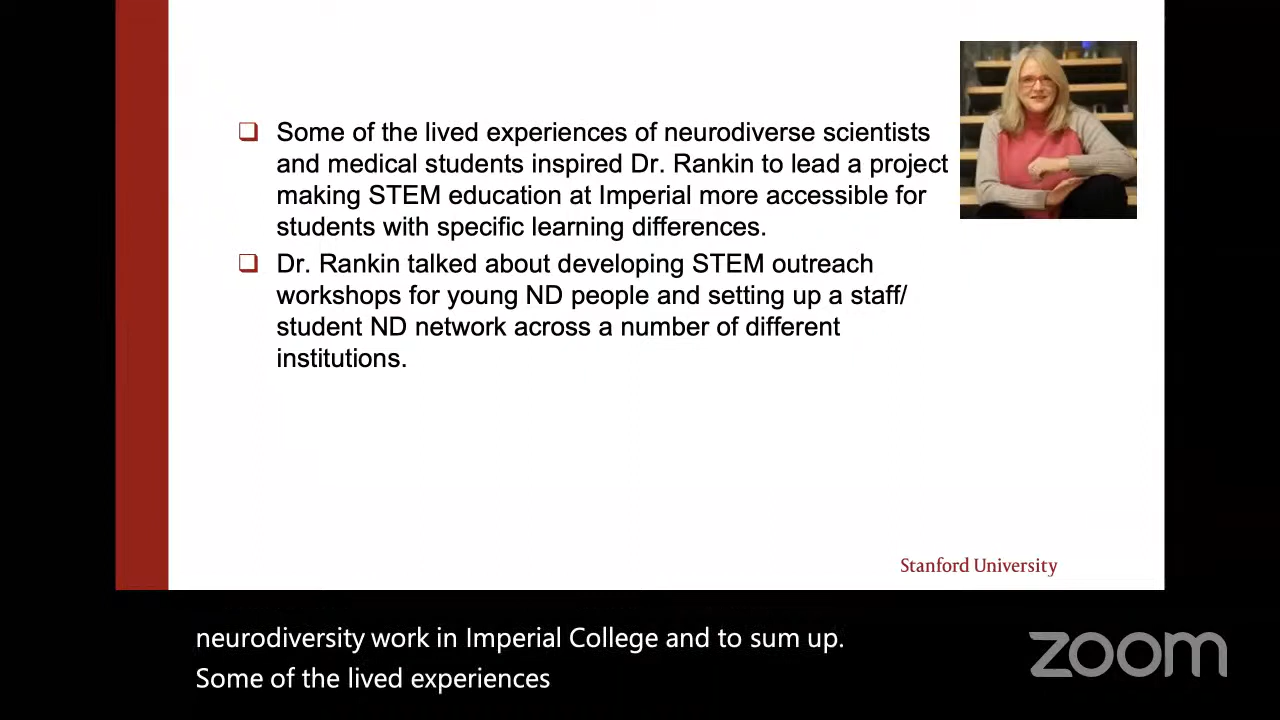 Some of the lived experiences of neurodiverse scientists
and medical students inspired Dr. Rankin to lead a project
making STEM education at Imperial more accessible for
students with specific learning differences.
Dr. Rankin talked about developing STEM outreach
workshops for young ND people and setting up a staff/
student ND network across a number of different
institutions.
Stanford University
neurodiversity work in Imperial College and to sum up.
Some of the lived experiences
zoom